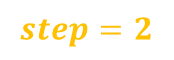 step = 2